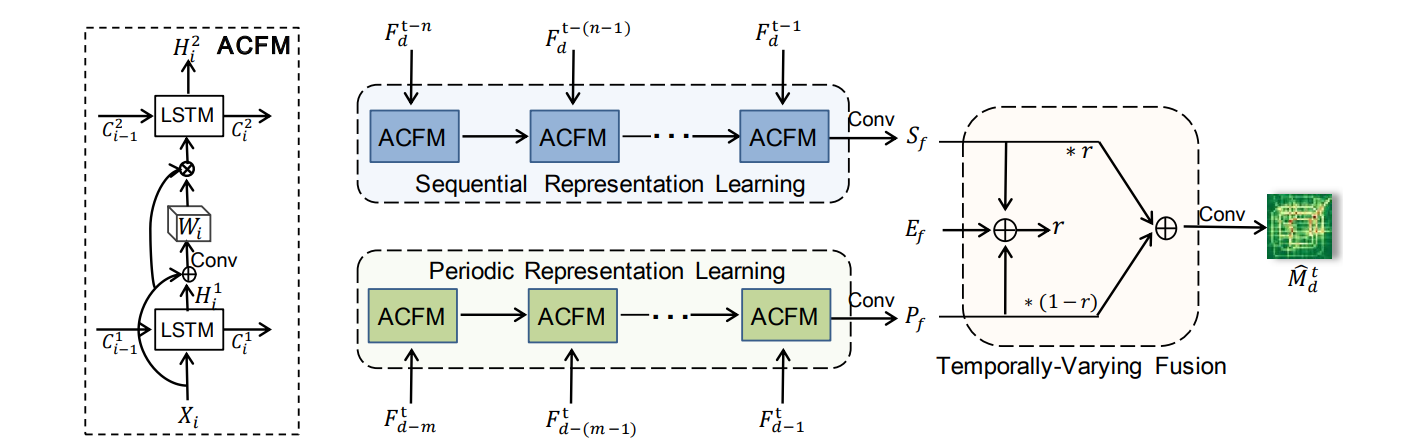 ACFM
$H_i^2$
LSTM
$C_{i-1}^2$ $C_i^2$
$W_i$
Conv
$H_i^1$
LSTM
$C_{i-1}^1$ $C_i^1$
$X_i$
$F_d^{t-n}$ $F_d^{t-(n-1)}$ $F_d^{t-1}$
ACFM ACFM ... ACFM
Conv
Sequential Representation Learning
Periodic Representation Learning
ACFM ACFM ... ACFM
Conv
$F_{d-m}^t$ $F_{d-(m-1)}^t$ $F_{d-1}^t$
$S_f$
$* r$
$E_f$
$r$
$P_f$
$* (1-r)$
Temporally-Varying Fusion
Conv
$\widehat{M}_d^t$